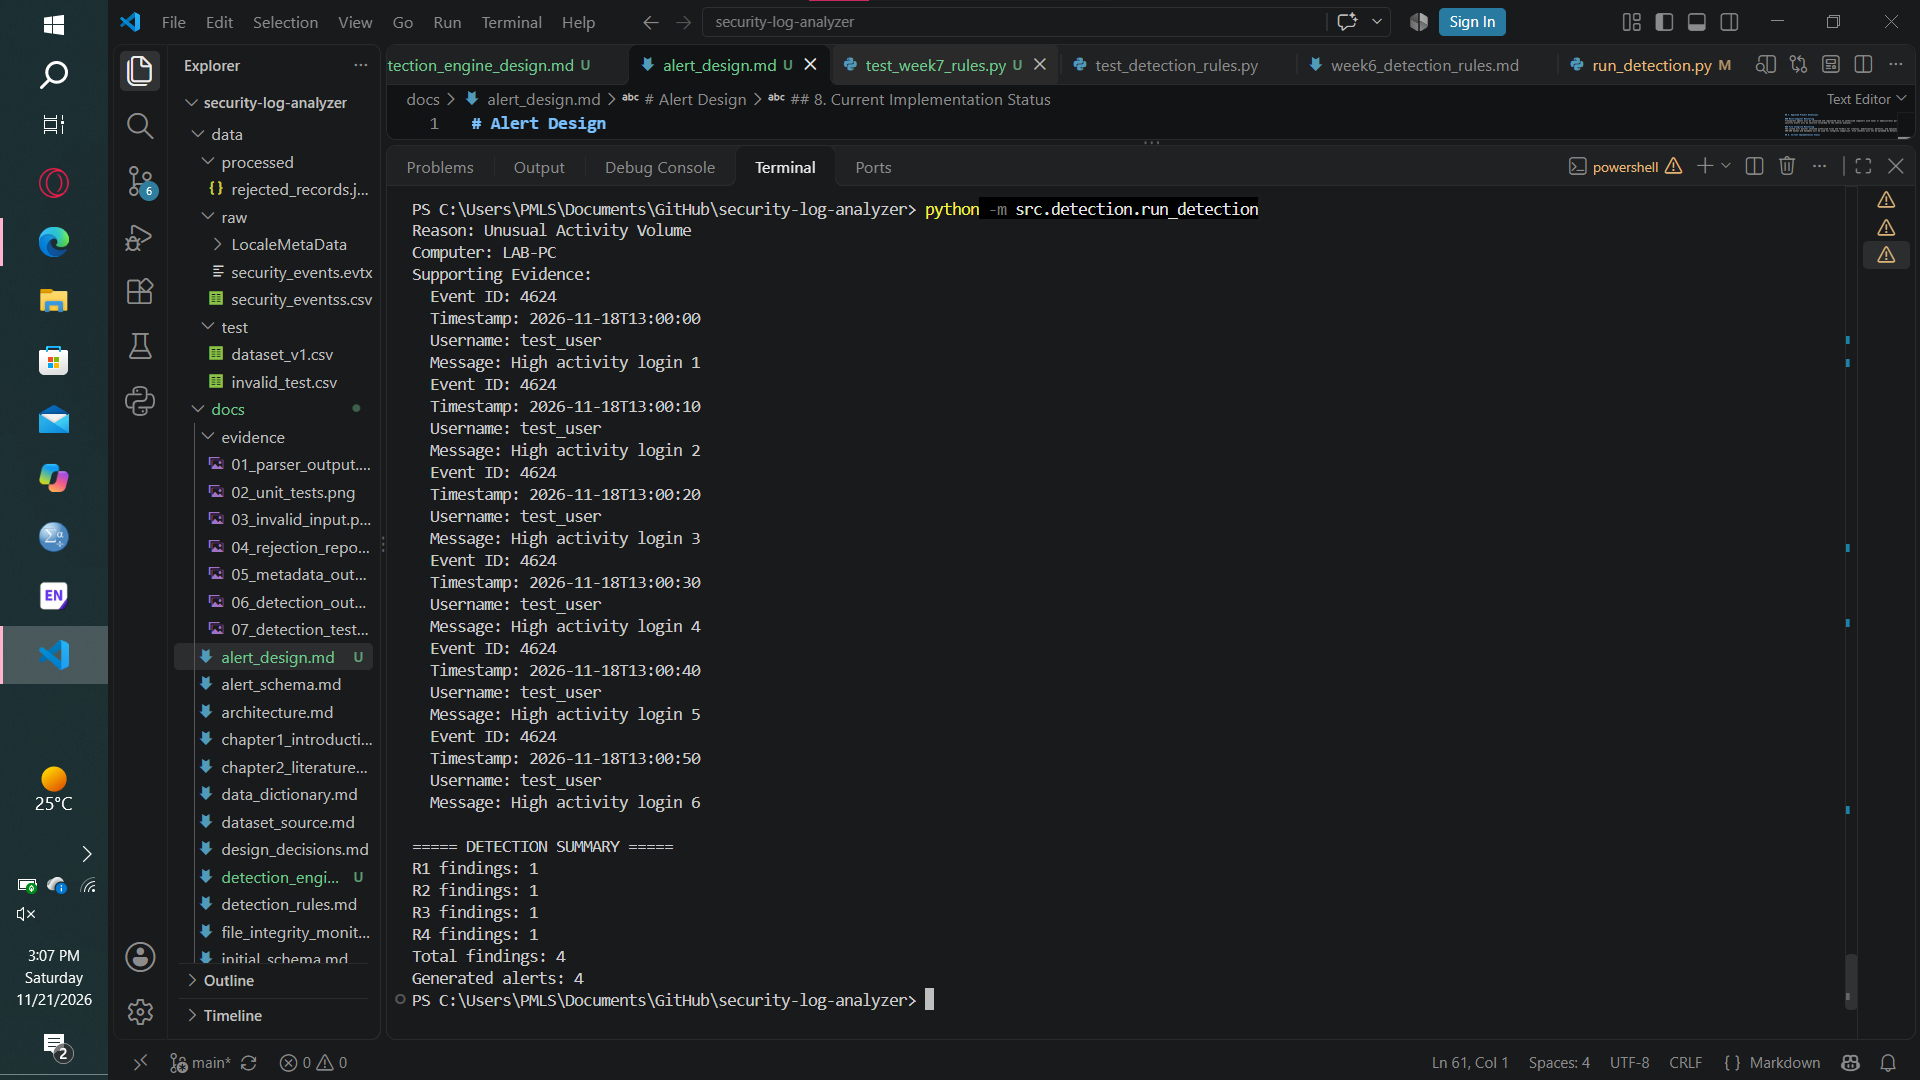 File Edit Selection View Go Run Terminal Help
security-log-analyzer
Sign In
Explorer
security-log-analyzer
data
processed
rejected_records.j...
raw
LocaleMetaData
security_events.evtx
security_eventss.csv
test
dataset_v1.csv
invalid_test.csv
docs
evidence
01_parser_output....
02_unit_tests.png
03_invalid_input.p...
04_rejection_repo...
05_metadata_out...
06_detection_out...
07_detection_test...
alert_design.md U
alert_schema.md
architecture.md
chapter1_introducti...
chapter2_literature...
data_dictionary.md
dataset_source.md
design_decisions.md
detection_engi... U
detection_rules.md
file_integrity_monit...
initial_schema.md
Outline
Timeline
tection_engine_design.md U
alert_design.md U
test_week7_rules.py U
test_detection_rules.py
week6_detection_rules.md
run_detection.py M
docs > alert_design.md > # Alert Design > ## 8. Current Implementation Status
Text Editor
1 # Alert Design
Problems Output Debug Console Terminal Ports
powershell
PS C:\Users\PMLS\Documents\GitHub\security-log-analyzer> python -m src.detection.run_detection
Reason: Unusual Activity Volume
Computer: LAB-PC
Supporting Evidence:
Event ID: 4624
Timestamp: 2026-11-18T13:00:00
Username: test_user
Message: High activity login 1
Event ID: 4624
Timestamp: 2026-11-18T13:00:10
Username: test_user
Message: High activity login 2
Event ID: 4624
Timestamp: 2026-11-18T13:00:20
Username: test_user
Message: High activity login 3
Event ID: 4624
Timestamp: 2026-11-18T13:00:30
Username: test_user
Message: High activity login 4
Event ID: 4624
Timestamp: 2026-11-18T13:00:40
Username: test_user
Message: High activity login 5
Event ID: 4624
Timestamp: 2026-11-18T13:00:50
Username: test_user
Message: High activity login 6
===== DETECTION SUMMARY =====
R1 findings: 1
R2 findings: 1
R3 findings: 1
R4 findings: 1
Total findings: 4
Generated alerts: 4
PS C:\Users\PMLS\Documents\GitHub\security-log-analyzer>
6
EN
25°C
3:07 PM
Saturday
11/21/2026
2
main*
0
0
Ln 61, Col 1
Spaces: 4
UTF-8
CRLF
{ } Markdown